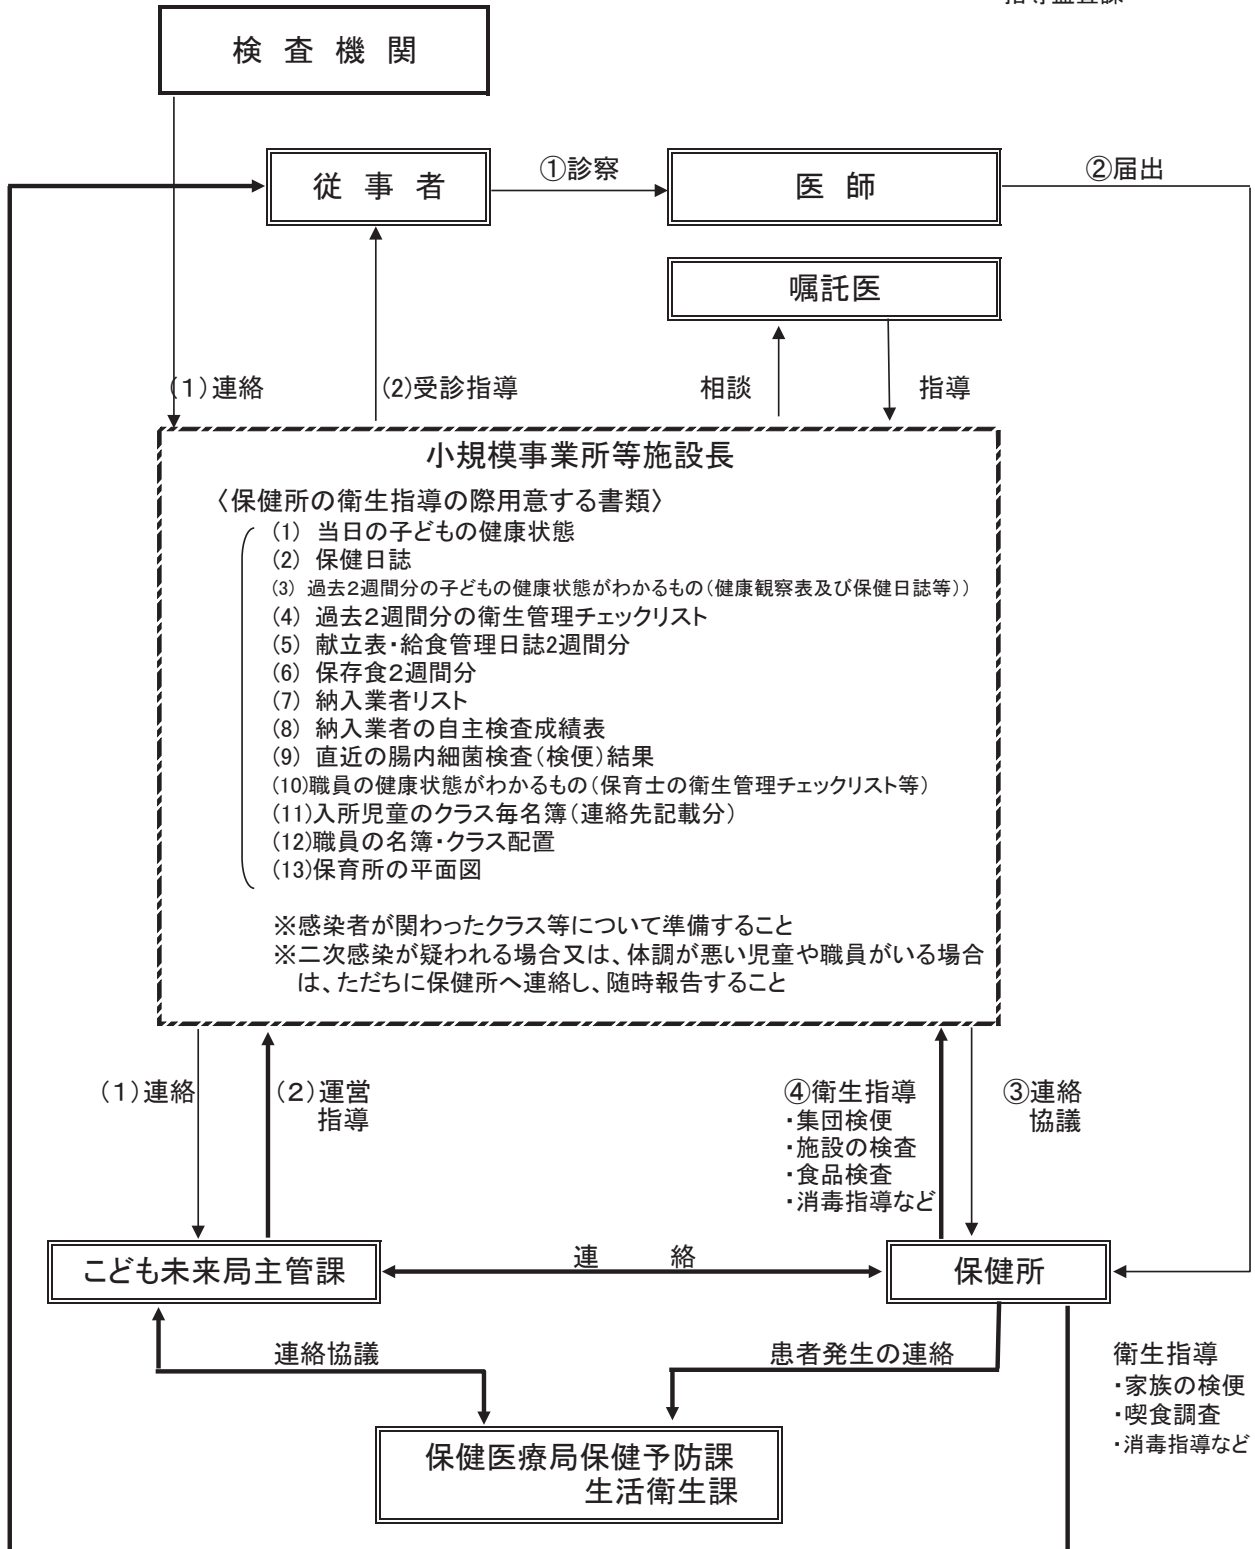 検 査 機 関
従 事 者
①診察
医 師
②届出
嘱託医
(1)連絡
(2)受診指導
相談
指導
小規模事業所等施設長
〈保健所の衛生指導の際用意する書類〉
(1) 当日の子どもの健康状態
(2) 保健日誌
(3) 過去2週間分の子どもの健康状態がわかるもの(健康観察表及び保健日誌等))
(4) 過去2週間分の衛生管理チェックリスト
(5) 献立表・給食管理日誌2週間分
(6) 保存食2週間分
(7) 納入業者リスト
(8) 納入業者の自主検査成績表
(9) 直近の腸内細菌検査(検便)結果
(10)職員の健康状態がわかるもの(保育士の衛生管理チェックリスト等)
(11)入所児童のクラス毎名簿(連絡先記載分)
(12)職員の名簿・クラス配置
(13)保育所の平面図
※感染者が関わったクラス等について準備すること
※二次感染が疑われる場合又は、体調が悪い児童や職員がいる場合
は、ただちに保健所へ連絡し、随時報告すること
(1)連絡
(2)運営
指導
④衛生指導
・集団検便
・施設の検査
・食品検査
・消毒指導など
③連絡
協議
こども未来局主管課
連 絡
保健所
連絡協議
患者発生の連絡
衛生指導
・家族の検便
・喫食調査
・消毒指導など
保健医療局保健予防課
生活衛生課